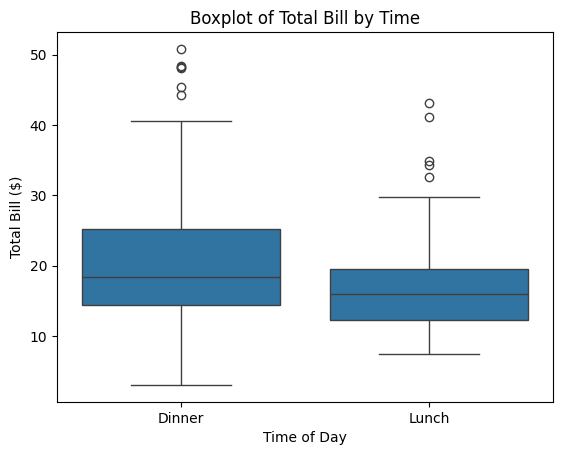 Boxplot of Total Bill by Time
50
40
30
20
10
Total Bill ($)
Dinner
Lunch
Time of Day